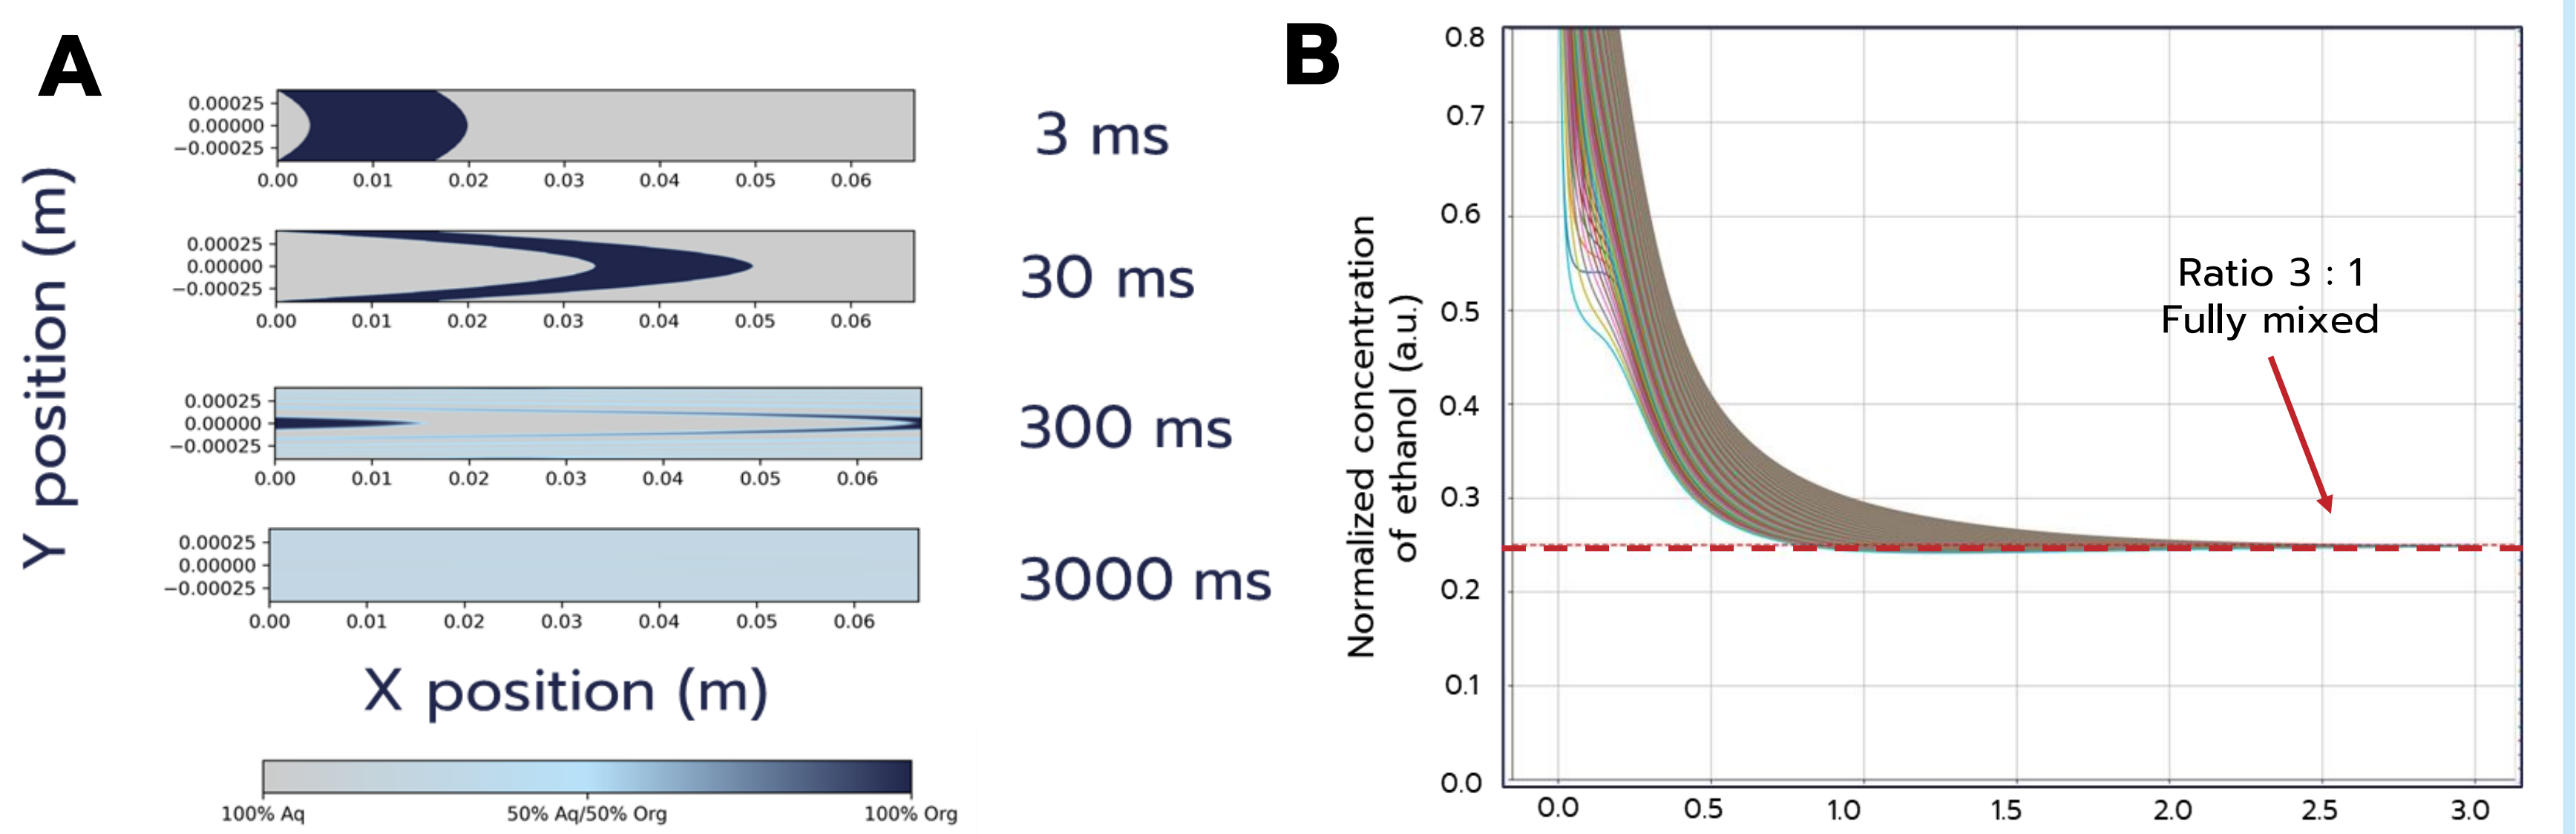 A
0.00025
0.00000
−0.00025
0.00 0.01 0.02 0.03 0.04 0.05 0.06
3 ms
0.00025
0.00000
−0.00025
0.00 0.01 0.02 0.03 0.04 0.05 0.06
30 ms
0.00025
0.00000
−0.00025
0.00 0.01 0.02 0.03 0.04 0.05 0.06
300 ms
0.00025
0.00000
−0.00025
0.00 0.01 0.02 0.03 0.04 0.05 0.06
3000 ms
Y position (m)
X position (m)
100% Aq 50% Aq/50% Org 100% Org
B
Normalized concentration
of ethanol (a.u.)
0.8
0.7
0.6
0.5
0.4
0.3
0.2
0.1
0.0
Ratio 3 : 1
Fully mixed
0.0 0.5 1.0 1.5 2.0 2.5 3.0